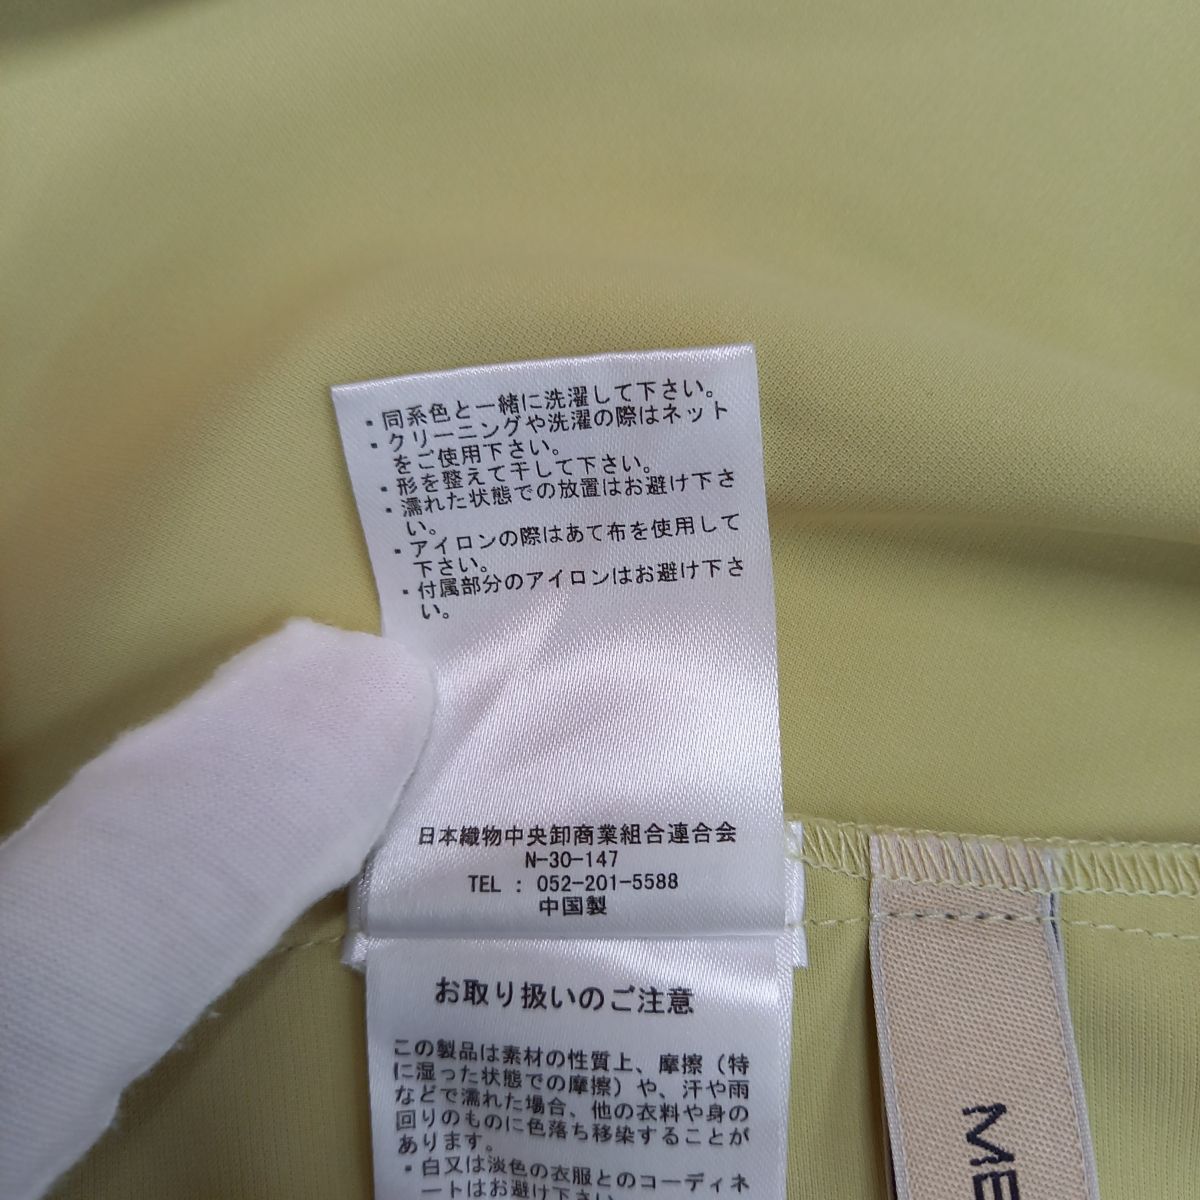 ・同系色と一緒に洗濯して下さい。
・クリーニングや洗濯の際はネット
をご使用下さい。
・形を整えて干して下さい。
・濡れた状態での放置はお避け下さ
い。
・アイロンの際はあて布を使用して
下さい。
・付属部分のアイロンはお避け下さ
い。
日本織物中央卸商業組合連合会
N-30-147
TEL : 052-201-5588
中国製
お取り扱いのご注意
この製品は素材の性質上、摩擦（特
に湿った状態での摩擦）や、汗や雨
などで濡れた場合、他の衣料や身の
回りのものに色落ち移染することが
あります。
・白又は淡色の衣服とのコーディネ
ートはお避け下さい
ME